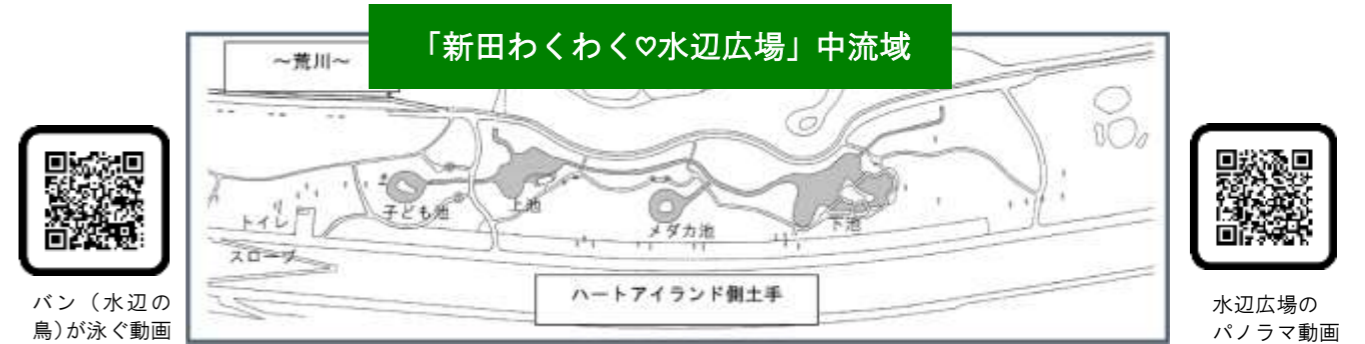 「新田わくわく♡水辺広場」中流域
～荒川～
子ども池
上池
メダカ池
下池
トイレ
スロープ
ハートアイランド側土手
バン（水辺の
鳥）が泳ぐ動画
水辺広場の
パノラマ動画